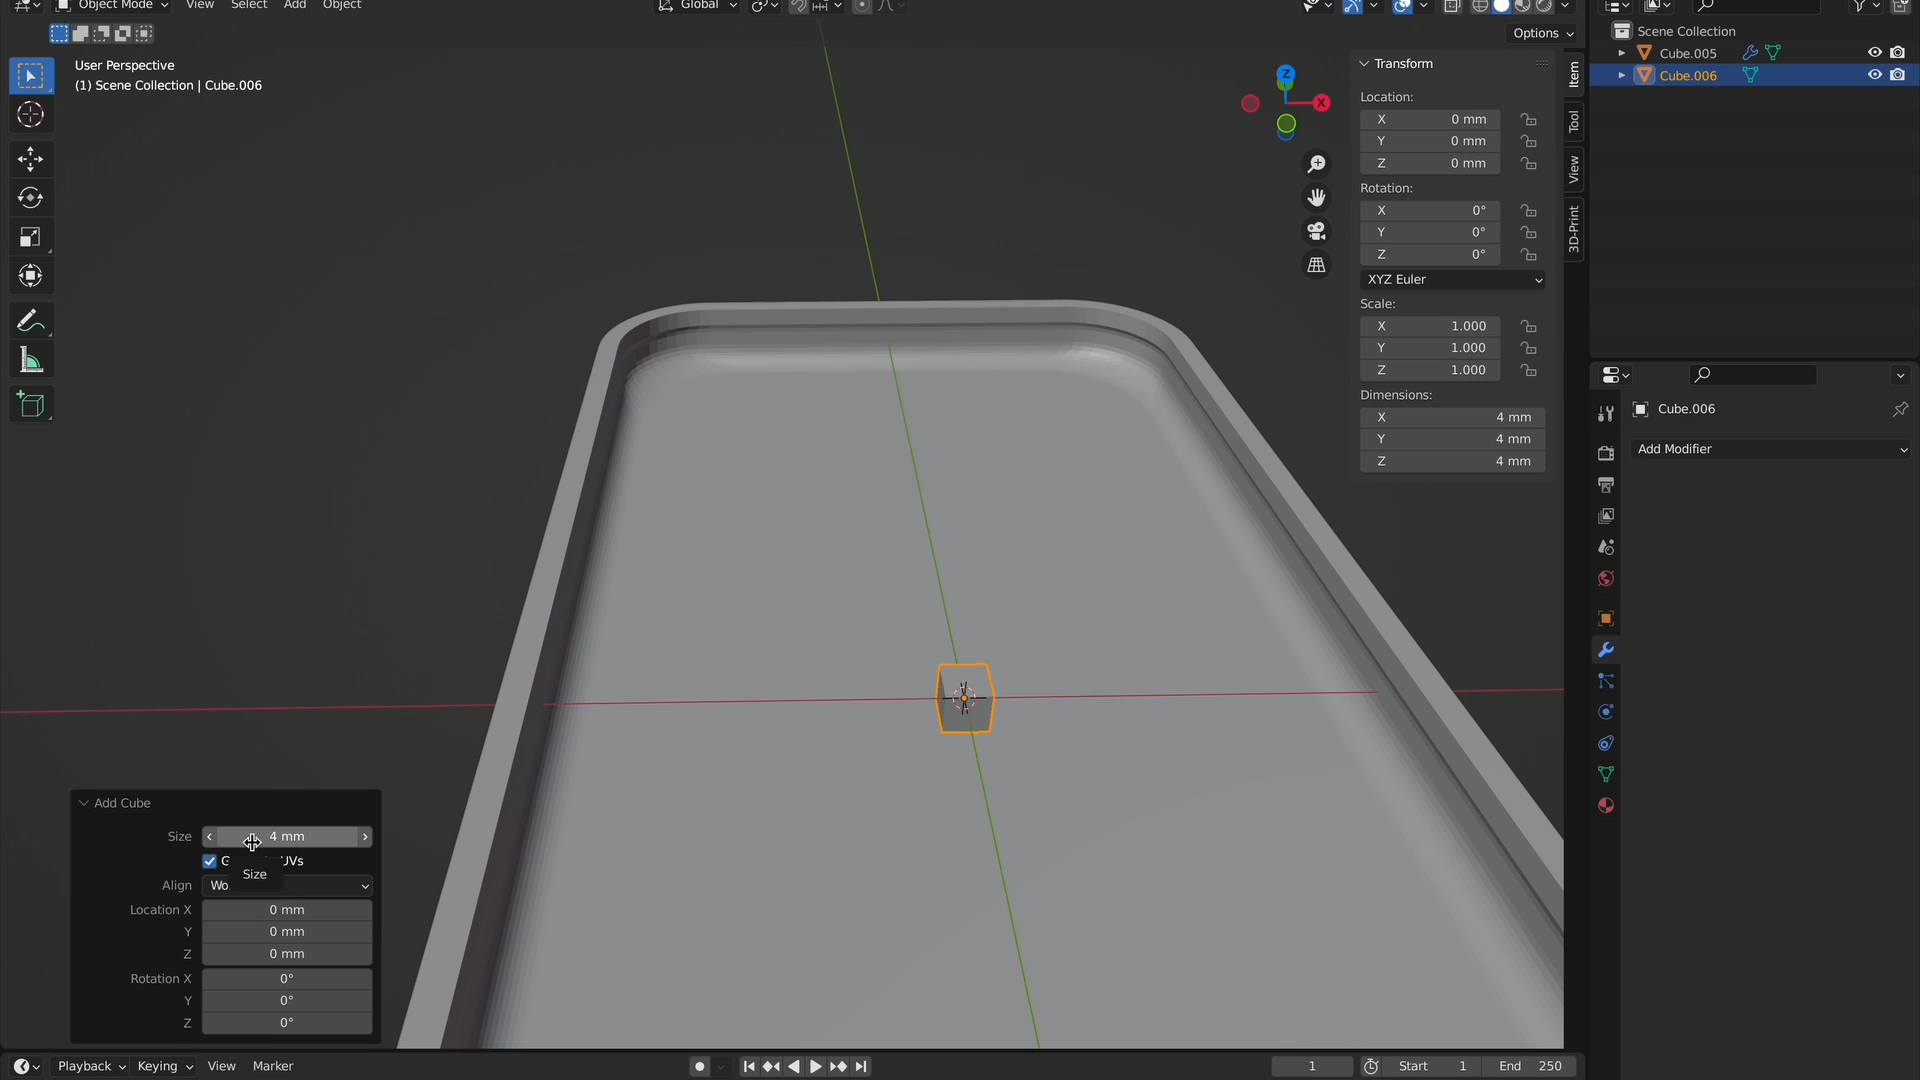 Object Mode View Select Add Object Global
Options
User Perspective
(1) Scene Collection | Cube.006
Z
X
Transform
Location:
X 0 mm
Y 0 mm
Z 0 mm
Rotation:
X 0°
Y 0°
Z 0°
XYZ Euler
Scale:
X 1.000
Y 1.000
Z 1.000
Dimensions:
X 4 mm
Y 4 mm
Z 4 mm
Item
Tool
View
3D-Print
Scene Collection
Cube.005
Cube.006
Cube.006
Add Modifier
Add Cube
Size 4 mm
UVs
Size
Align Wo
Location X 0 mm
Y 0 mm
Z 0 mm
Rotation X 0°
Y 0°
Z 0°
Playback Keying View Marker 1 Start 1 End 250